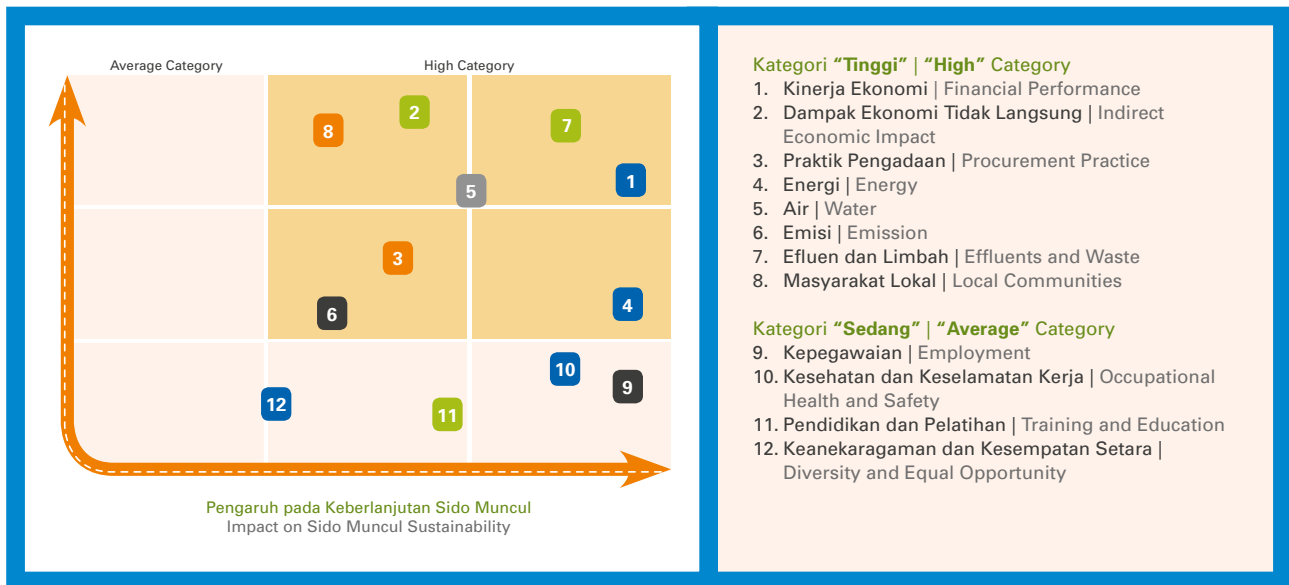 Average Category
High Category
8
2
7
1
5
3
6
4
12
11
10
9
Pengaruh pada Keberlanjutan Sido Muncul
Impact on Sido Muncul Sustainability
Kategori “Tinggi” | “High” Category
1. Kinerja Ekonomi | Financial Performance
2. Dampak Ekonomi Tidak Langsung | Indirect
Economic Impact
3. Praktik Pengadaan | Procurement Practice
4. Energi | Energy
5. Air | Water
6. Emisi | Emission
7. Efluen dan Limbah | Effluents and Waste
8. Masyarakat Lokal | Local Communities
Kategori “Sedang” | “Average” Category
9. Kepegawaian | Employment
10. Kesehatan dan Keselamatan Kerja | Occupational
Health and Safety
11. Pendidikan dan Pelatihan | Training and Education
12. Keanekaragaman dan Kesempatan Setara |
Diversity and Equal Opportunity